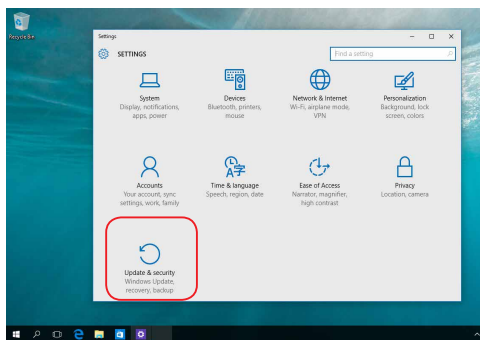 Recycle Bin
Settings
SETTINGS
Find a setting
System
Display, notifications,
apps, power
Devices
Bluetooth, printers,
mouse
Network & Internet
Wi-Fi, airplane mode,
VPN
Personalization
Background, lock
screen, colors
Accounts
Your account, sync
settings, work, family
Time & language
Speech, region, date
Ease of Access
Narrator, magnifier,
high contrast
Privacy
Location, camera
Update & security
Windows Update,
recovery, backup